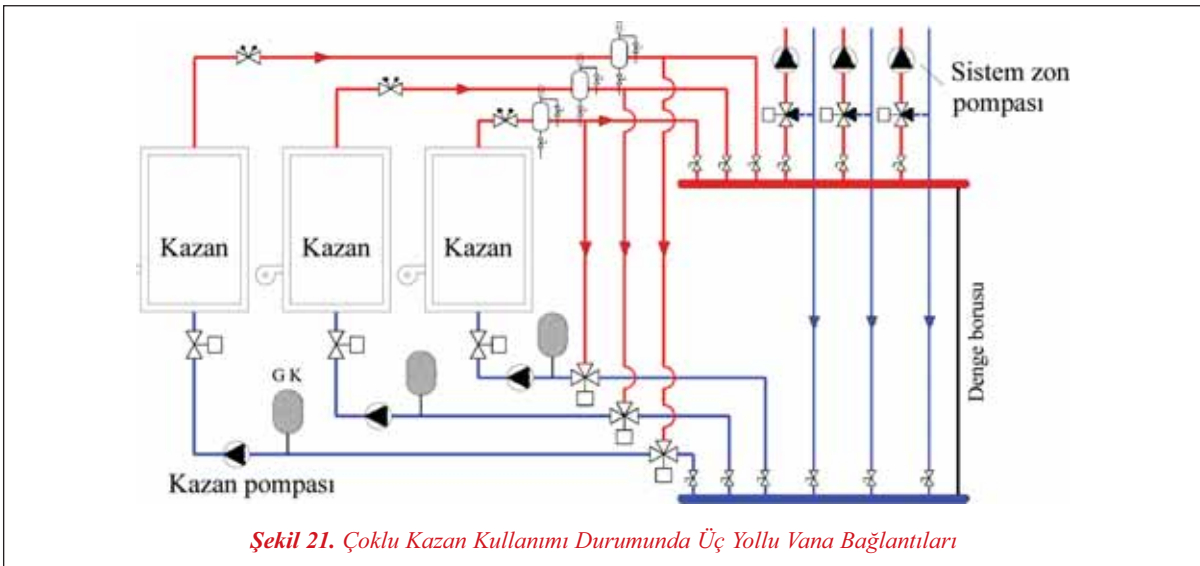 Sistem zon
pompası
Kazan
Kazan
Kazan
Denge borusu
G K
Kazan pompası
Şekil 21. Çoklu Kazan Kullanımı Durumunda Üç Yollu Vana Bağlantıları